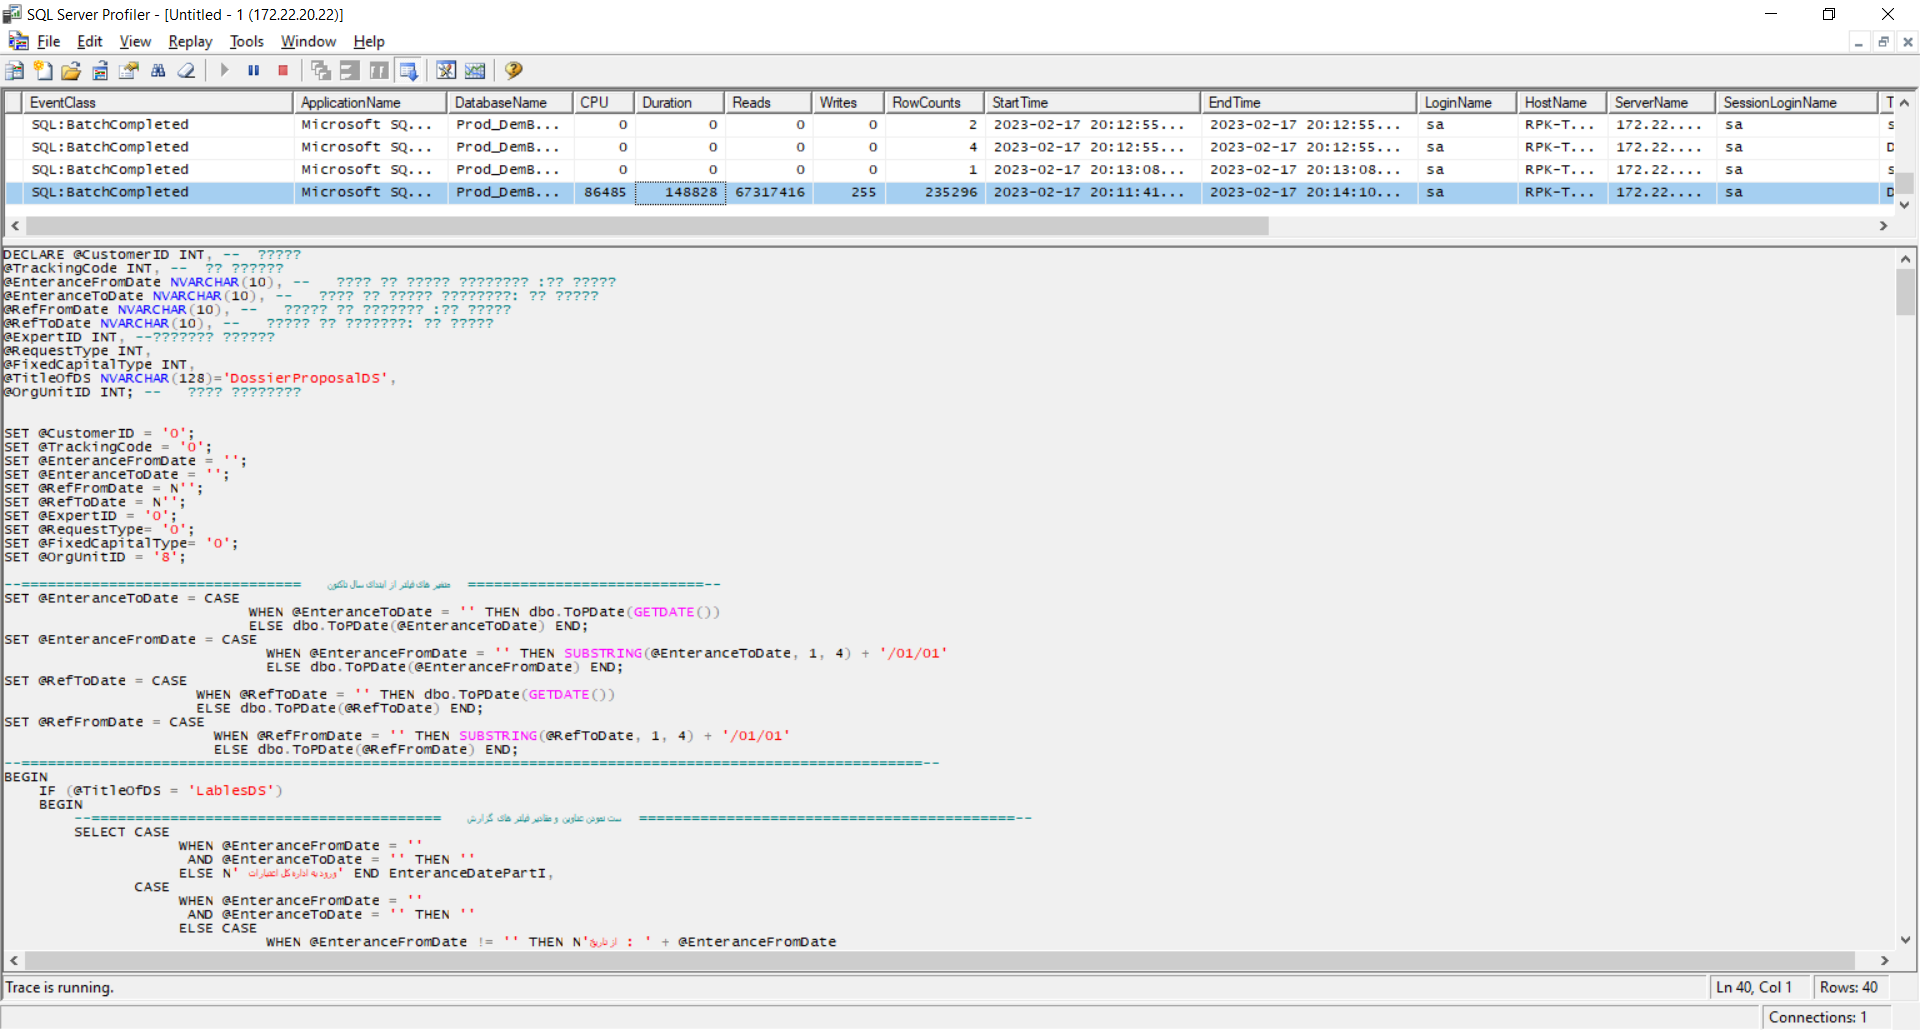 SQL Server Profiler - [Untitled - 1 (172.22.20.22)]
File Edit View Replay Tools Window Help
EventClass ApplicationName DatabaseName CPU Duration Reads Writes RowCounts StartTime EndTime LoginName HostName ServerName SessionLoginName T
SQL:BatchCompleted Microsoft SQ... Prod_DemB... 0 0 0 0 2 2023-02-17 20:12:55... 2023-02-17 20:12:55... sa RPK-T... 172.22.... sa s
SQL:BatchCompleted Microsoft SQ... Prod_DemB... 0 0 0 0 4 2023-02-17 20:12:55... 2023-02-17 20:12:55... sa RPK-T... 172.22.... sa D
SQL:BatchCompleted Microsoft SQ... Prod_DemB... 0 0 0 0 1 2023-02-17 20:13:08... 2023-02-17 20:13:08... sa RPK-T... 172.22.... sa s
SQL:BatchCompleted Microsoft SQ... Prod_DemB... 86485 148828 67317416 255 235296 2023-02-17 20:11:41... 2023-02-17 20:14:10... sa RPK-T... 172.22.... sa D
DECLARE @CustomerID INT, -- ?????
@TrackingCode INT, -- ?? ??????
@EnteranceFromDate NVARCHAR(10), -- ???? ?? ????? ???????? :?? ?????
@EnteranceToDate NVARCHAR(10), -- ???? ?? ????? ????????: ?? ?????
@RefFromDate NVARCHAR(10), -- ????? ?? ??????? :?? ?????
@RefToDate NVARCHAR(10), -- ????? ?? ???????: ?? ?????
@ExpertID INT, --??????? ??????
@RequestType INT,
@FixedCapitalType INT,
@TitleOfDS NVARCHAR(128)='DossierProposalDS',
@OrgUnitID INT; -- ???? ????????
SET @CustomerID = '0';
SET @TrackingCode = '0';
SET @EnteranceFromDate = '';
SET @EnteranceToDate = '';
SET @RefFromDate = N'';
SET @RefToDate = N'';
SET @ExpertID = '0';
SET @RequestType= '0';
SET @FixedCapitalType= '0';
SET @OrgUnitID = '8';
--================================ متغیر های فیلتر از ابتدای سال تاکنون ===========================--
SET @EnteranceToDate = CASE
WHEN @EnteranceToDate = '' THEN dbo.ToPDate(GETDATE())
ELSE dbo.ToPDate(@EnteranceToDate) END;
SET @EnteranceFromDate = CASE
WHEN @EnteranceFromDate = '' THEN SUBSTRING(@EnteranceToDate, 1, 4) + '/01/01'
ELSE dbo.ToPDate(@EnteranceFromDate) END;
SET @RefToDate = CASE
WHEN @RefToDate = '' THEN dbo.ToPDate(GETDATE())
ELSE dbo.ToPDate(@RefToDate) END;
SET @RefFromDate = CASE
WHEN @RefFromDate = '' THEN SUBSTRING(@RefToDate, 1, 4) + '/01/01'
ELSE dbo.ToPDate(@RefFromDate) END;
--=======================================================================================================--
BEGIN
IF (@TitleOfDS = 'LablesDS')
BEGIN
--======================================== ست نمودن عناوین و مقادیر فیلتر های گزارش ===========================================--
SELECT CASE
WHEN @EnteranceFromDate = ''
AND @EnteranceToDate = '' THEN ''
ELSE N' ورود به اداره کل اعتبارات' END EnteranceDatePartI,
CASE
WHEN @EnteranceFromDate = ''
AND @EnteranceToDate = '' THEN ''
ELSE CASE
WHEN @EnteranceFromDate != '' THEN N'از تاریخ : ' + @EnteranceFromDate
Trace is running.
Ln 40, Col 1 Rows: 40
Connections: 1